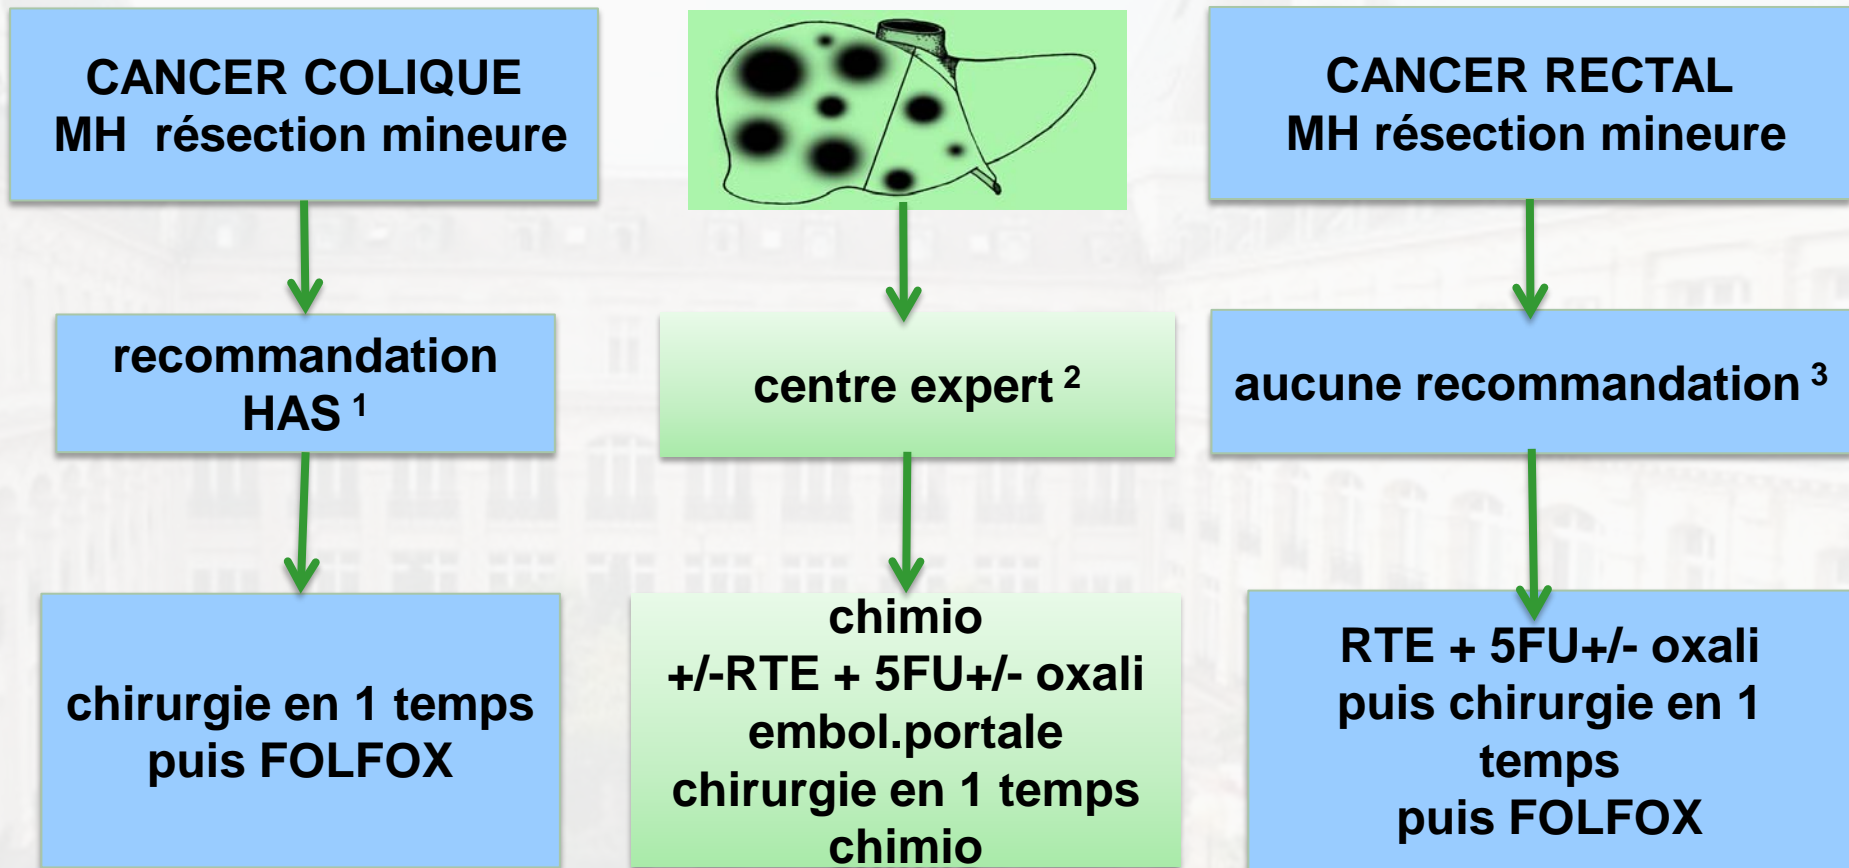 CANCER COLIQUE
MH résection mineure
recommandation
HAS 1
chirurgie en 1 temps
puis FOLFOX
centre expert 2
chimio
+/-RTE + 5FU+/- oxali
embol.portale
chirurgie en 1 temps
chimio
CANCER RECTAL
MH résection mineure
aucune recommandation 3
RTE + 5FU+/- oxali
puis chirurgie en 1
temps
puis FOLFOX